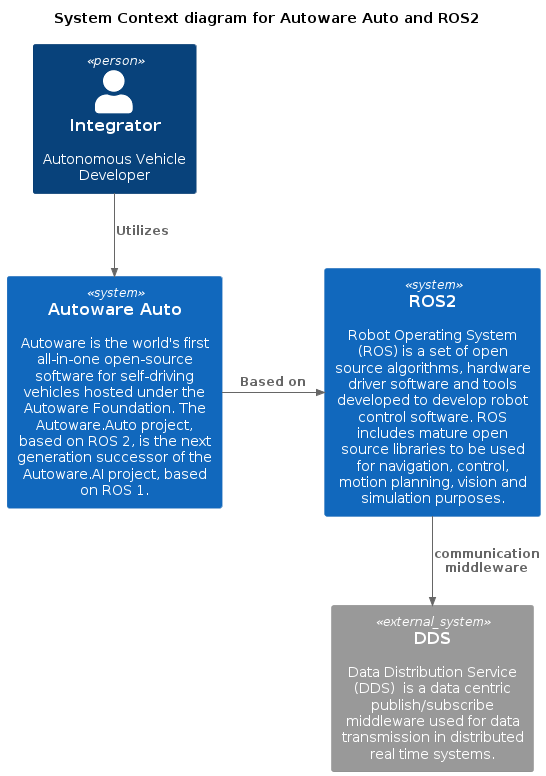 System Context diagram for Autoware Auto and ROS2
«person»
Integrator
Autonomous Vehicle
Developer
Utilizes
«system»
Autoware Auto
Autoware is the world's first
all-in-one open-source
software for self-driving
vehicles hosted under the
Autoware Foundation. The
Autoware.Auto project,
based on ROS 2, is the next
generation successor of the
Autoware.AI project, based
on ROS 1.
Based on
«system»
ROS2
Robot Operating System
(ROS) is a set of open
source algorithms, hardware
driver software and tools
developed to develop robot
control software. ROS
includes mature open
source libraries to be used
for navigation, control,
motion planning, vision and
simulation purposes.
communication
middleware
«external_system»
DDS
Data Distribution Service
(DDS)  is a data centric
publish/subscribe
middleware used for data
transmission in distributed
real time systems.